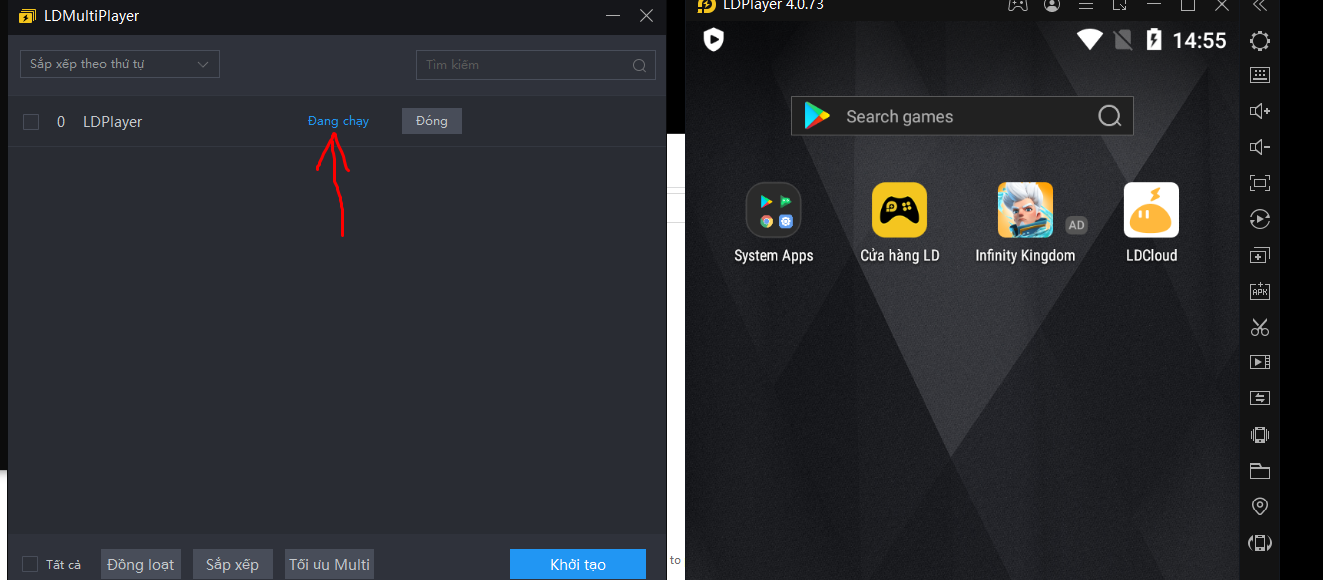 LDMultiPlayer
Sắp xếp theo thứ tự
Tìm kiếm
0 LDPlayer Đang chạy Đóng
Tất cả Đồng loạt Sắp xếp Tối ưu Multi Khởi tạo
to
LDPlayer 4.0.73
14:55
Search games
System Apps Cửa hàng LD Infinity Kingdom AD LDCloud
APK